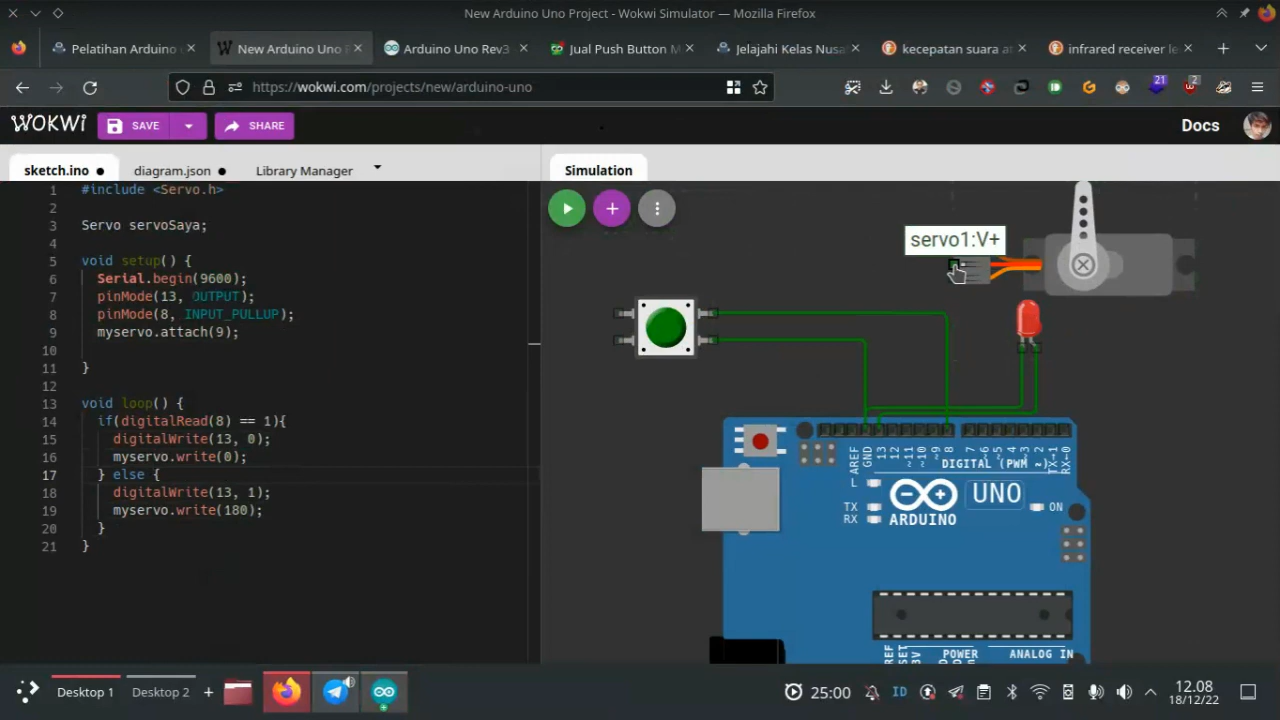 New Arduino Uno Project - Wokwi Simulator — Mozilla Firefox
Pelatihan Arduino
New Arduino Uno
Arduino Uno Rev3
Jual Push Button M
Jelajahi Kelas Nusa
kecepatan suara a
infrared receiver le
https://wokwi.com/projects/new/arduino-uno
21
2
WOKWI
SAVE
SHARE
Docs
sketch.ino
diagram.json
Library Manager
Simulation
1 #include <Servo.h>
2
3 Servo servoSaya;
4
5 void setup() {
6 Serial.begin(9600);
7 pinMode(13, OUTPUT);
8 pinMode(8, INPUT_PULLUP);
9 myservo.attach(9);
10
11 }
12
13 void loop() {
14 if(digitalRead(8) == 1){
15 digitalWrite(13, 0);
16 myservo.write(0);
17 } else {
18 digitalWrite(13, 1);
19 myservo.write(180);
20 }
21 }
servo1:V+
AREF
GND
13
12
~11
~10
~9
8
7
~6
~5
4
~3
2
TX→1
RX←0
DIGITAL (PWM ~)
L
TX
RX
UNO
ARDUINO
ON
POWER
ANALOG IN
Desktop 1
Desktop 2
25:00
ID
12.08
18/12/22